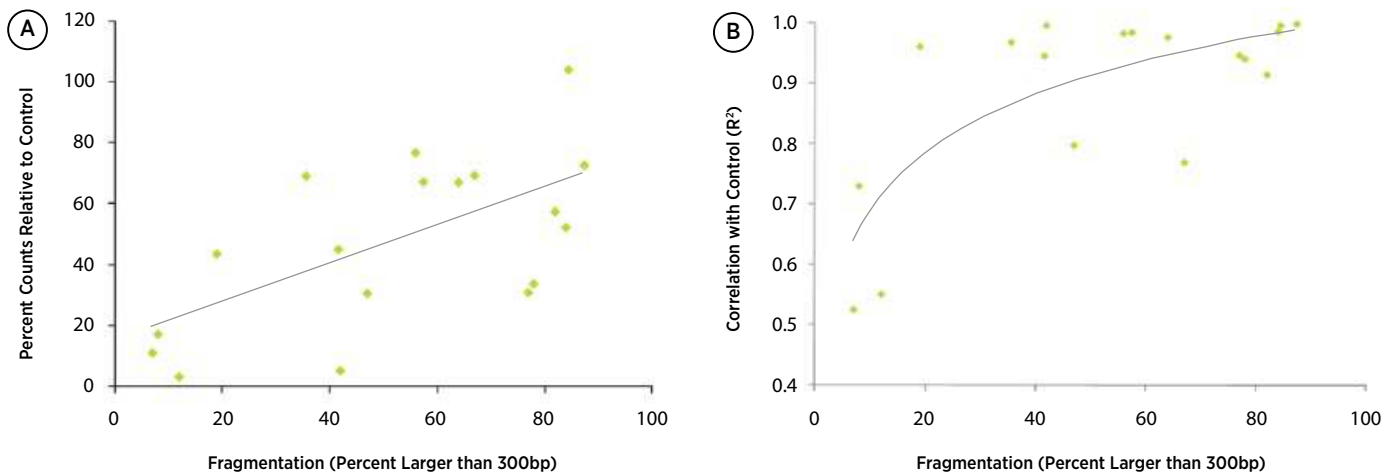 A
Percent Counts Relative to Control
120
100
80
60
40
20
0
0 20 40 60 80 100
Fragmentation (Percent Larger than 300bp)
B
Correlation with Control (R²)
1.0
0.9
0.8
0.7
0.6
0.5
0.4
0 20 40 60 80 100
Fragmentation (Percent Larger than 300bp)